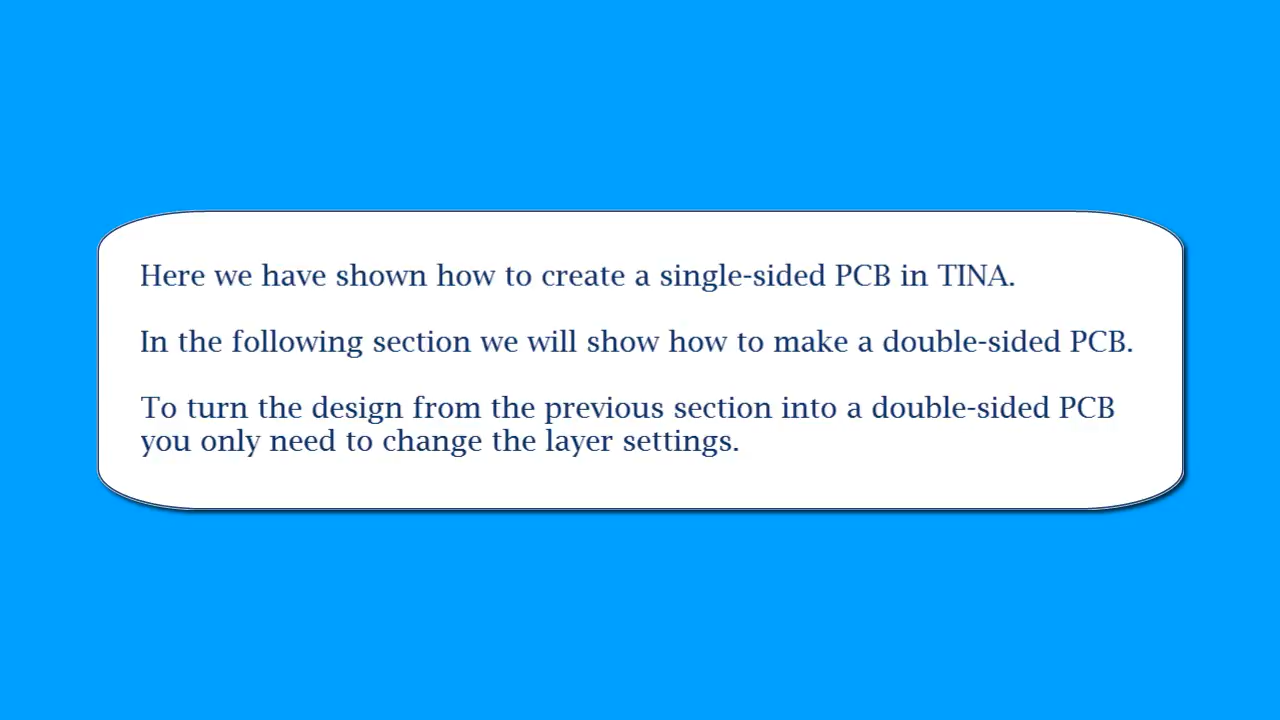 Here we have shown how to create a single-sided PCB in TINA.
In the following section we will show how to make a double-sided PCB.
To turn the design from the previous section into a double-sided PCB
you only need to change the layer settings.